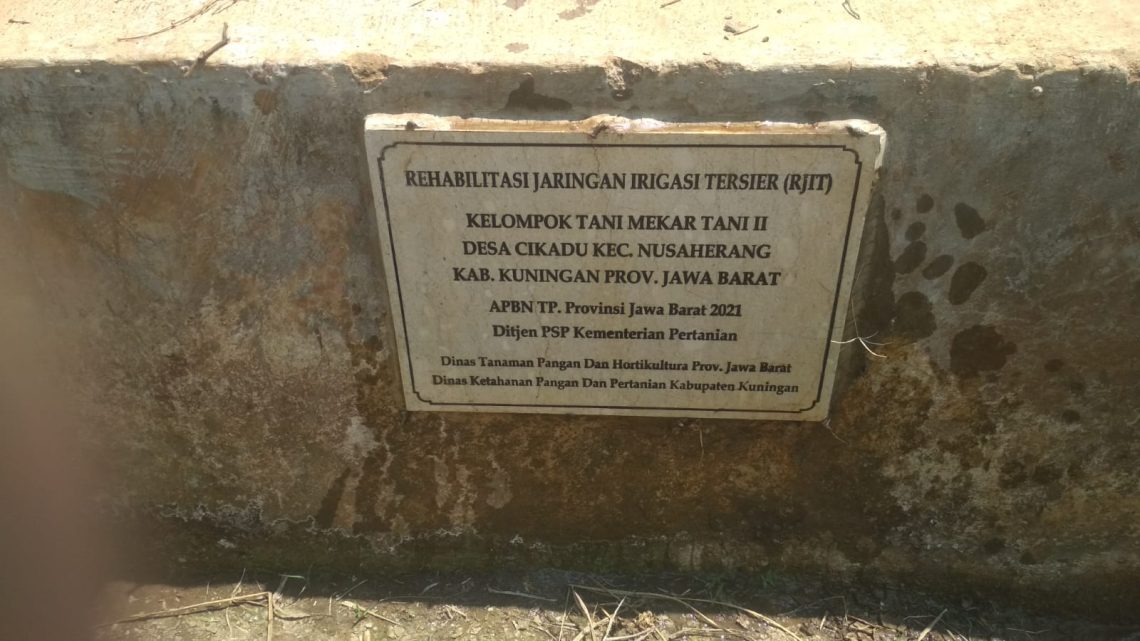 REHABILITASI JARINGAN IRIGASI TERSIER (RJIT)
KELOMPOK TANI MEKAR TANI II
DESA CIKADU KEC. NUSAHERANG
KAB. KUNINGAN PROV. JAWA BARAT
APBN TP. Provinsi Jawa Barat 2021
Ditjen PSP Kementerian Pertanian
Dinas Tanaman Pangan Dan Hortikultura Prov. Jawa Barat
Dinas Ketahanan Pangan Dan Pertanian Kabupaten Kuningan